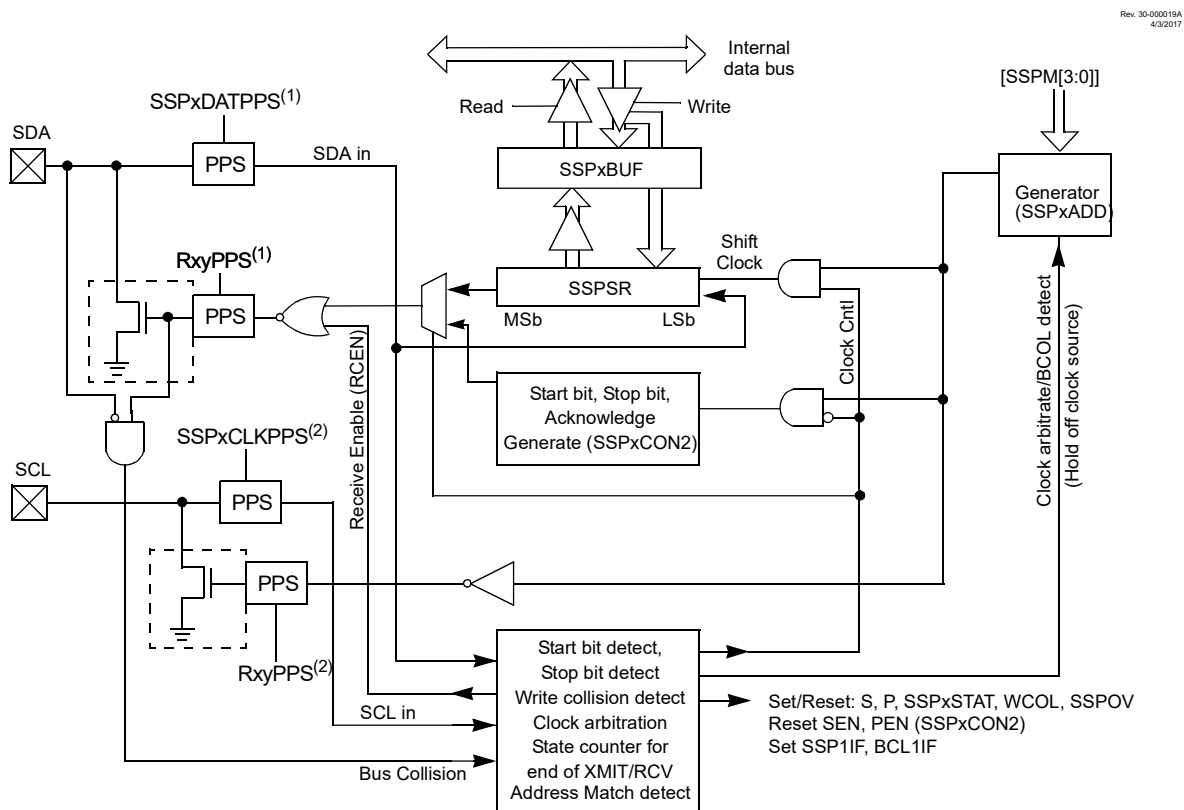 Rev. 30-000019A
4/3/2017
Internal
data bus
[SSPM[3:0]]
Read
Write
SSPxDATPPS(1)
SDA
PPS
SDA in
SSPxBUF
Generator
(SSPxADD)
RxyPPS(1)
Shift
Clock
PPS
SSPSR
MSb
LSb
Receive Enable (RCEN)
Clock Cntl
Clock arbitrate/BCOL detect
(Hold off clock source)
Start bit, Stop bit,
Acknowledge
Generate (SSPxCON2)
SSPxCLKPPS(2)
SCL
PPS
PPS
RxyPPS(2)
SCL in
Bus Collision
Start bit detect,
Stop bit detect
Write collision detect
Clock arbitration
State counter for
end of XMIT/RCV
Address Match detect
Set/Reset: S, P, SSPxSTAT, WCOL, SSPOV
Reset SEN, PEN (SSPxCON2)
Set SSP1IF, BCL1IF